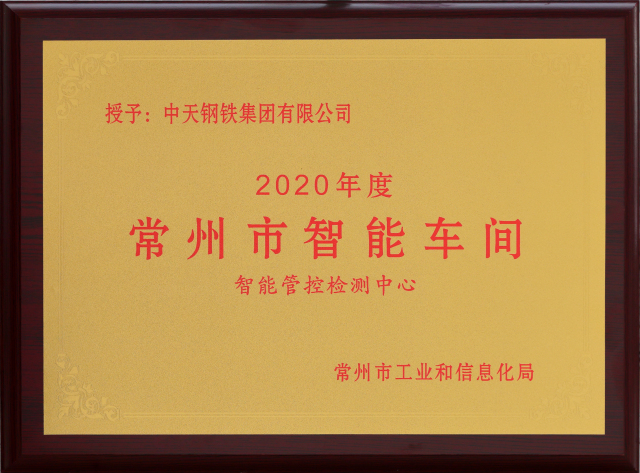 授予：中天钢铁集团有限公司
2020年度
常州市智能车间
智能管控检测中心
常州市工业和信息化局